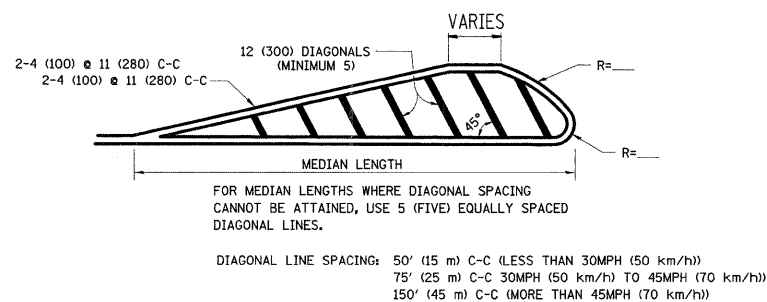 VARIES
2-4 (100) @ 11 (280) C-C
2-4 (100) @ 11 (280) C-C
12 (300) DIAGONALS
(MINIMUM 5)
R=___
45°
R=___
MEDIAN LENGTH
FOR MEDIAN LENGTHS WHERE DIAGONAL SPACING
CANNOT BE ATTAINED, USE 5 (FIVE) EQUALLY SPACED
DIAGONAL LINES.
DIAGONAL LINE SPACING: 50' (15 m) C-C (LESS THAN 30MPH (50 km/h))
75' (25 m) C-C 30MPH (50 km/h) TO 45MPH (70 km/h))
150' (45 m) C-C (MORE THAN 45MPH (70 km/h))